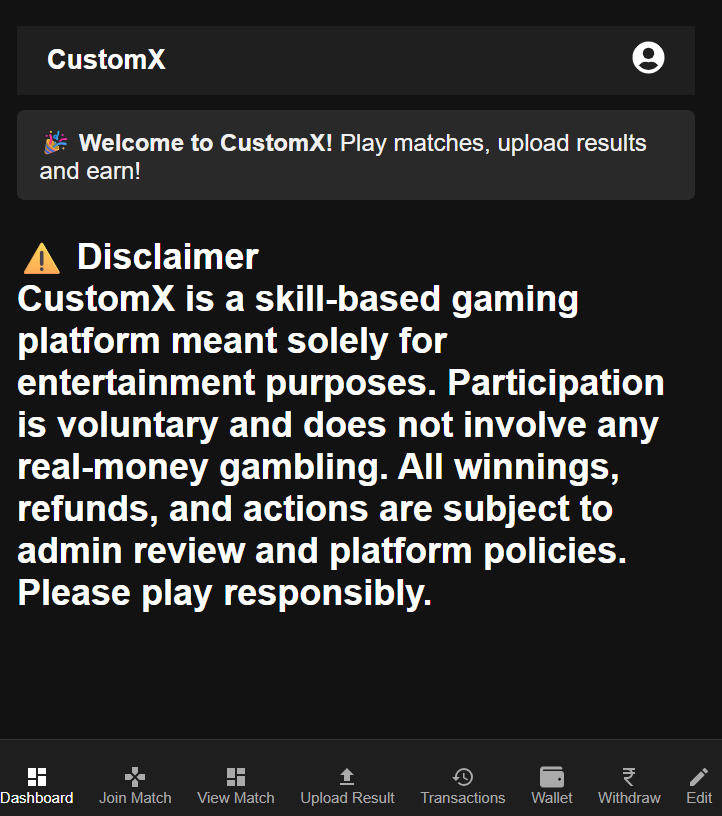 CustomX
🎉 Welcome to CustomX! Play matches, upload results
and earn!
⚠️ Disclaimer
CustomX is a skill-based gaming
platform meant solely for
entertainment purposes. Participation
is voluntary and does not involve any
real-money gambling. All winnings,
refunds, and actions are subject to
admin review and platform policies.
Please play responsibly.
Dashboard Join Match View Match Upload Result Transactions Wallet Withdraw Edit